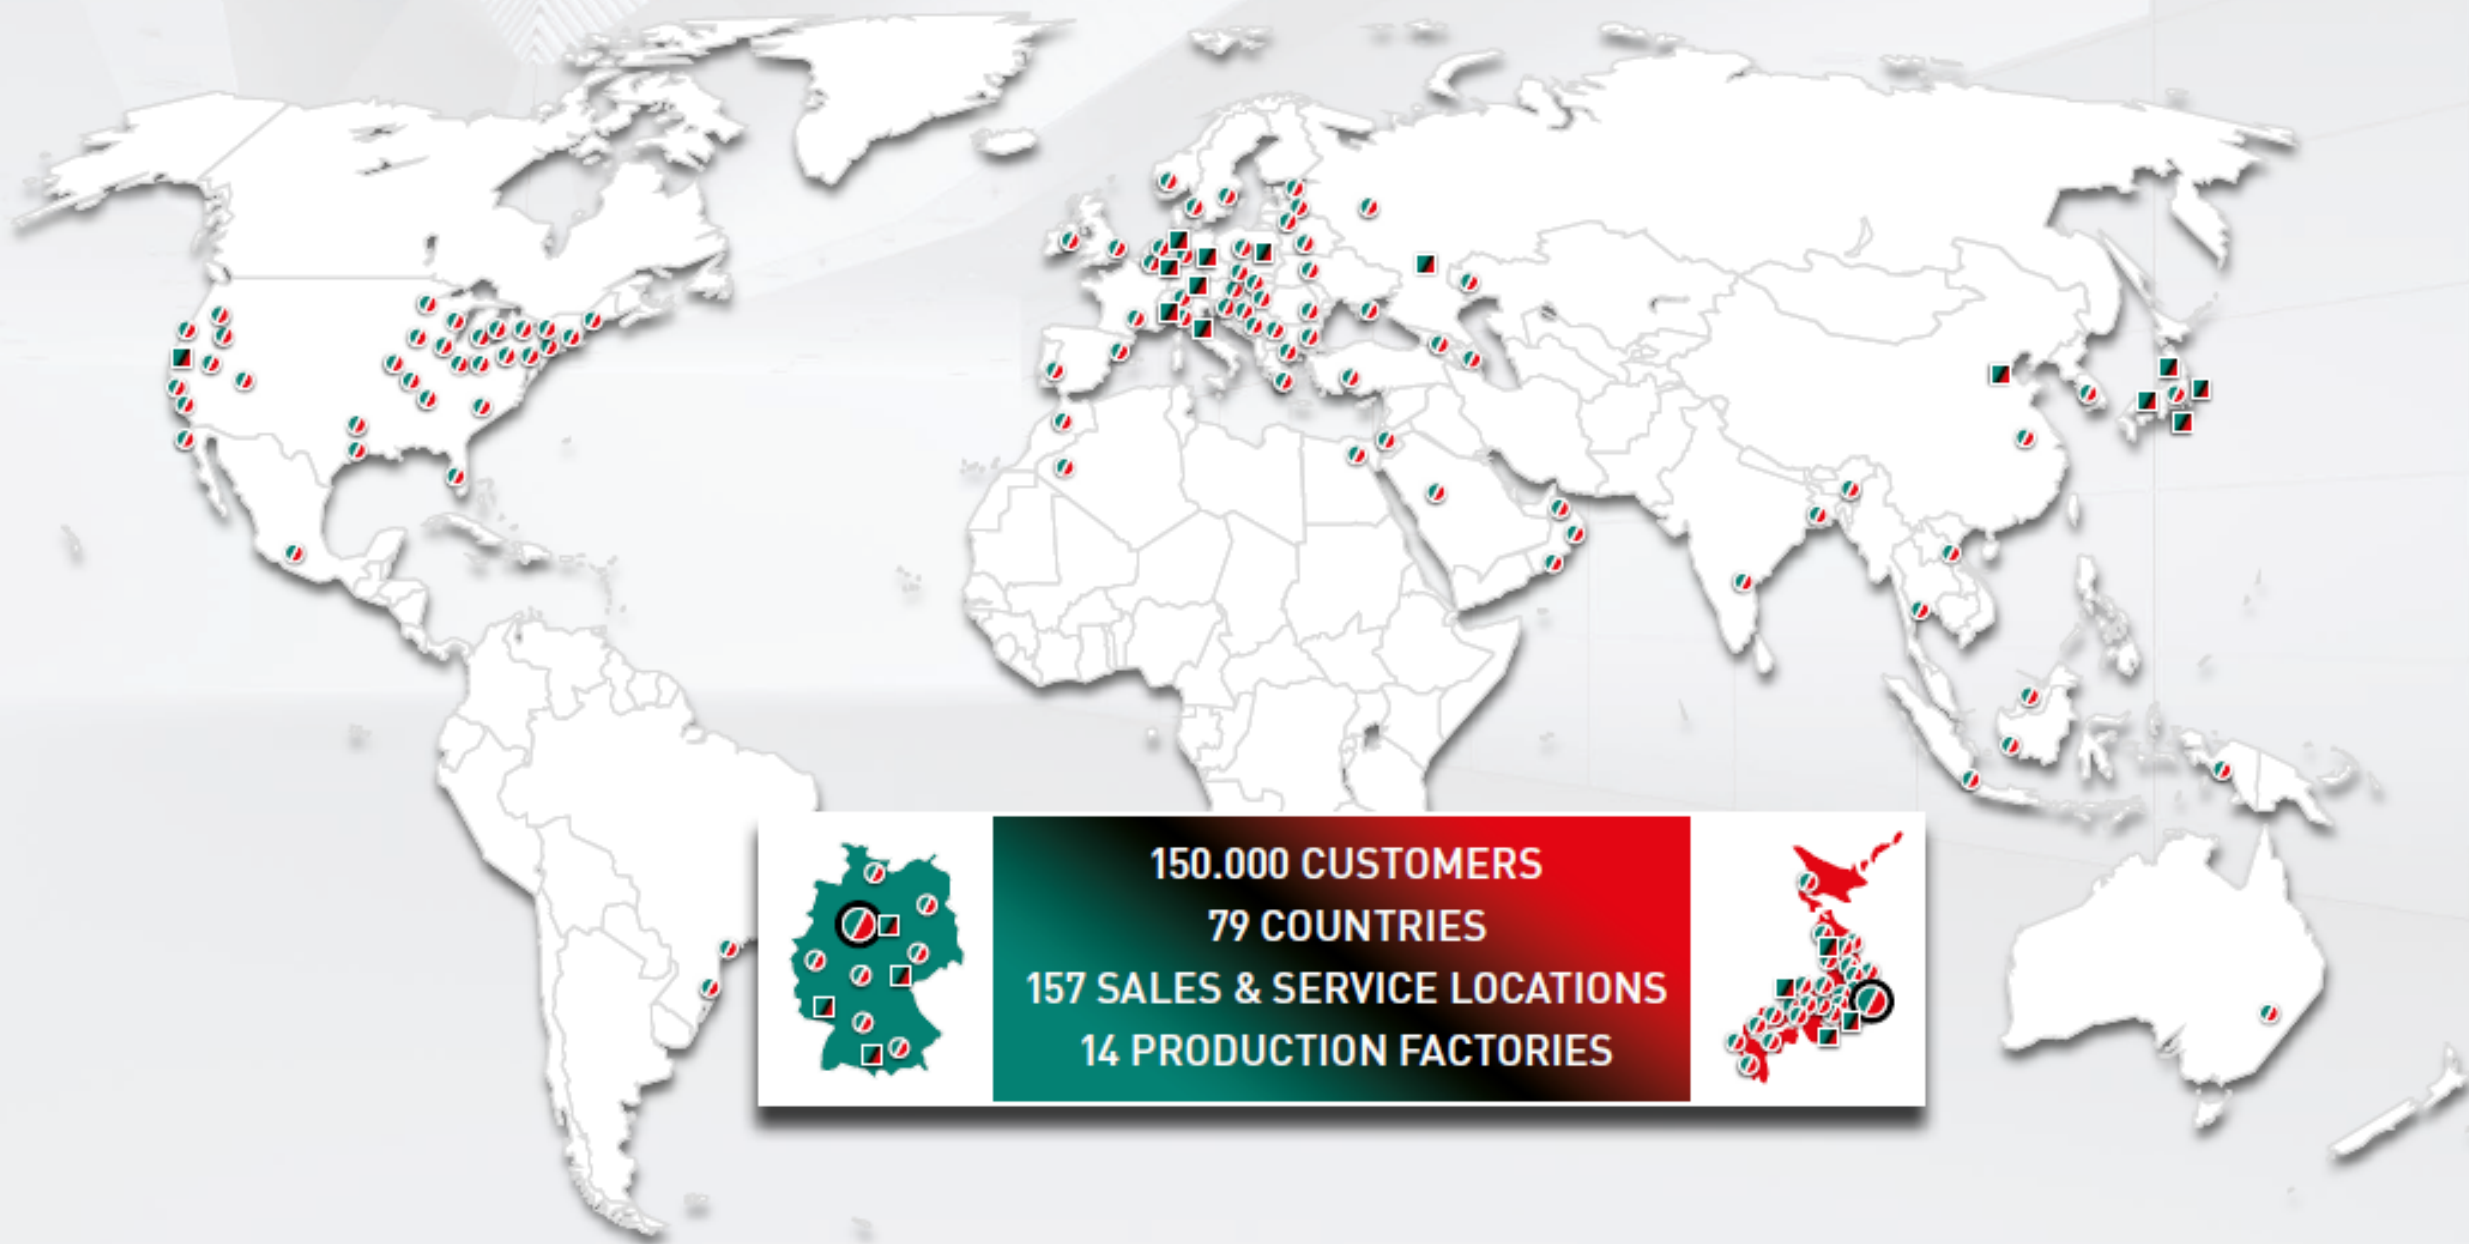 150.000 CUSTOMERS
79 COUNTRIES
157 SALES & SERVICE LOCATIONS
14 PRODUCTION FACTORIES